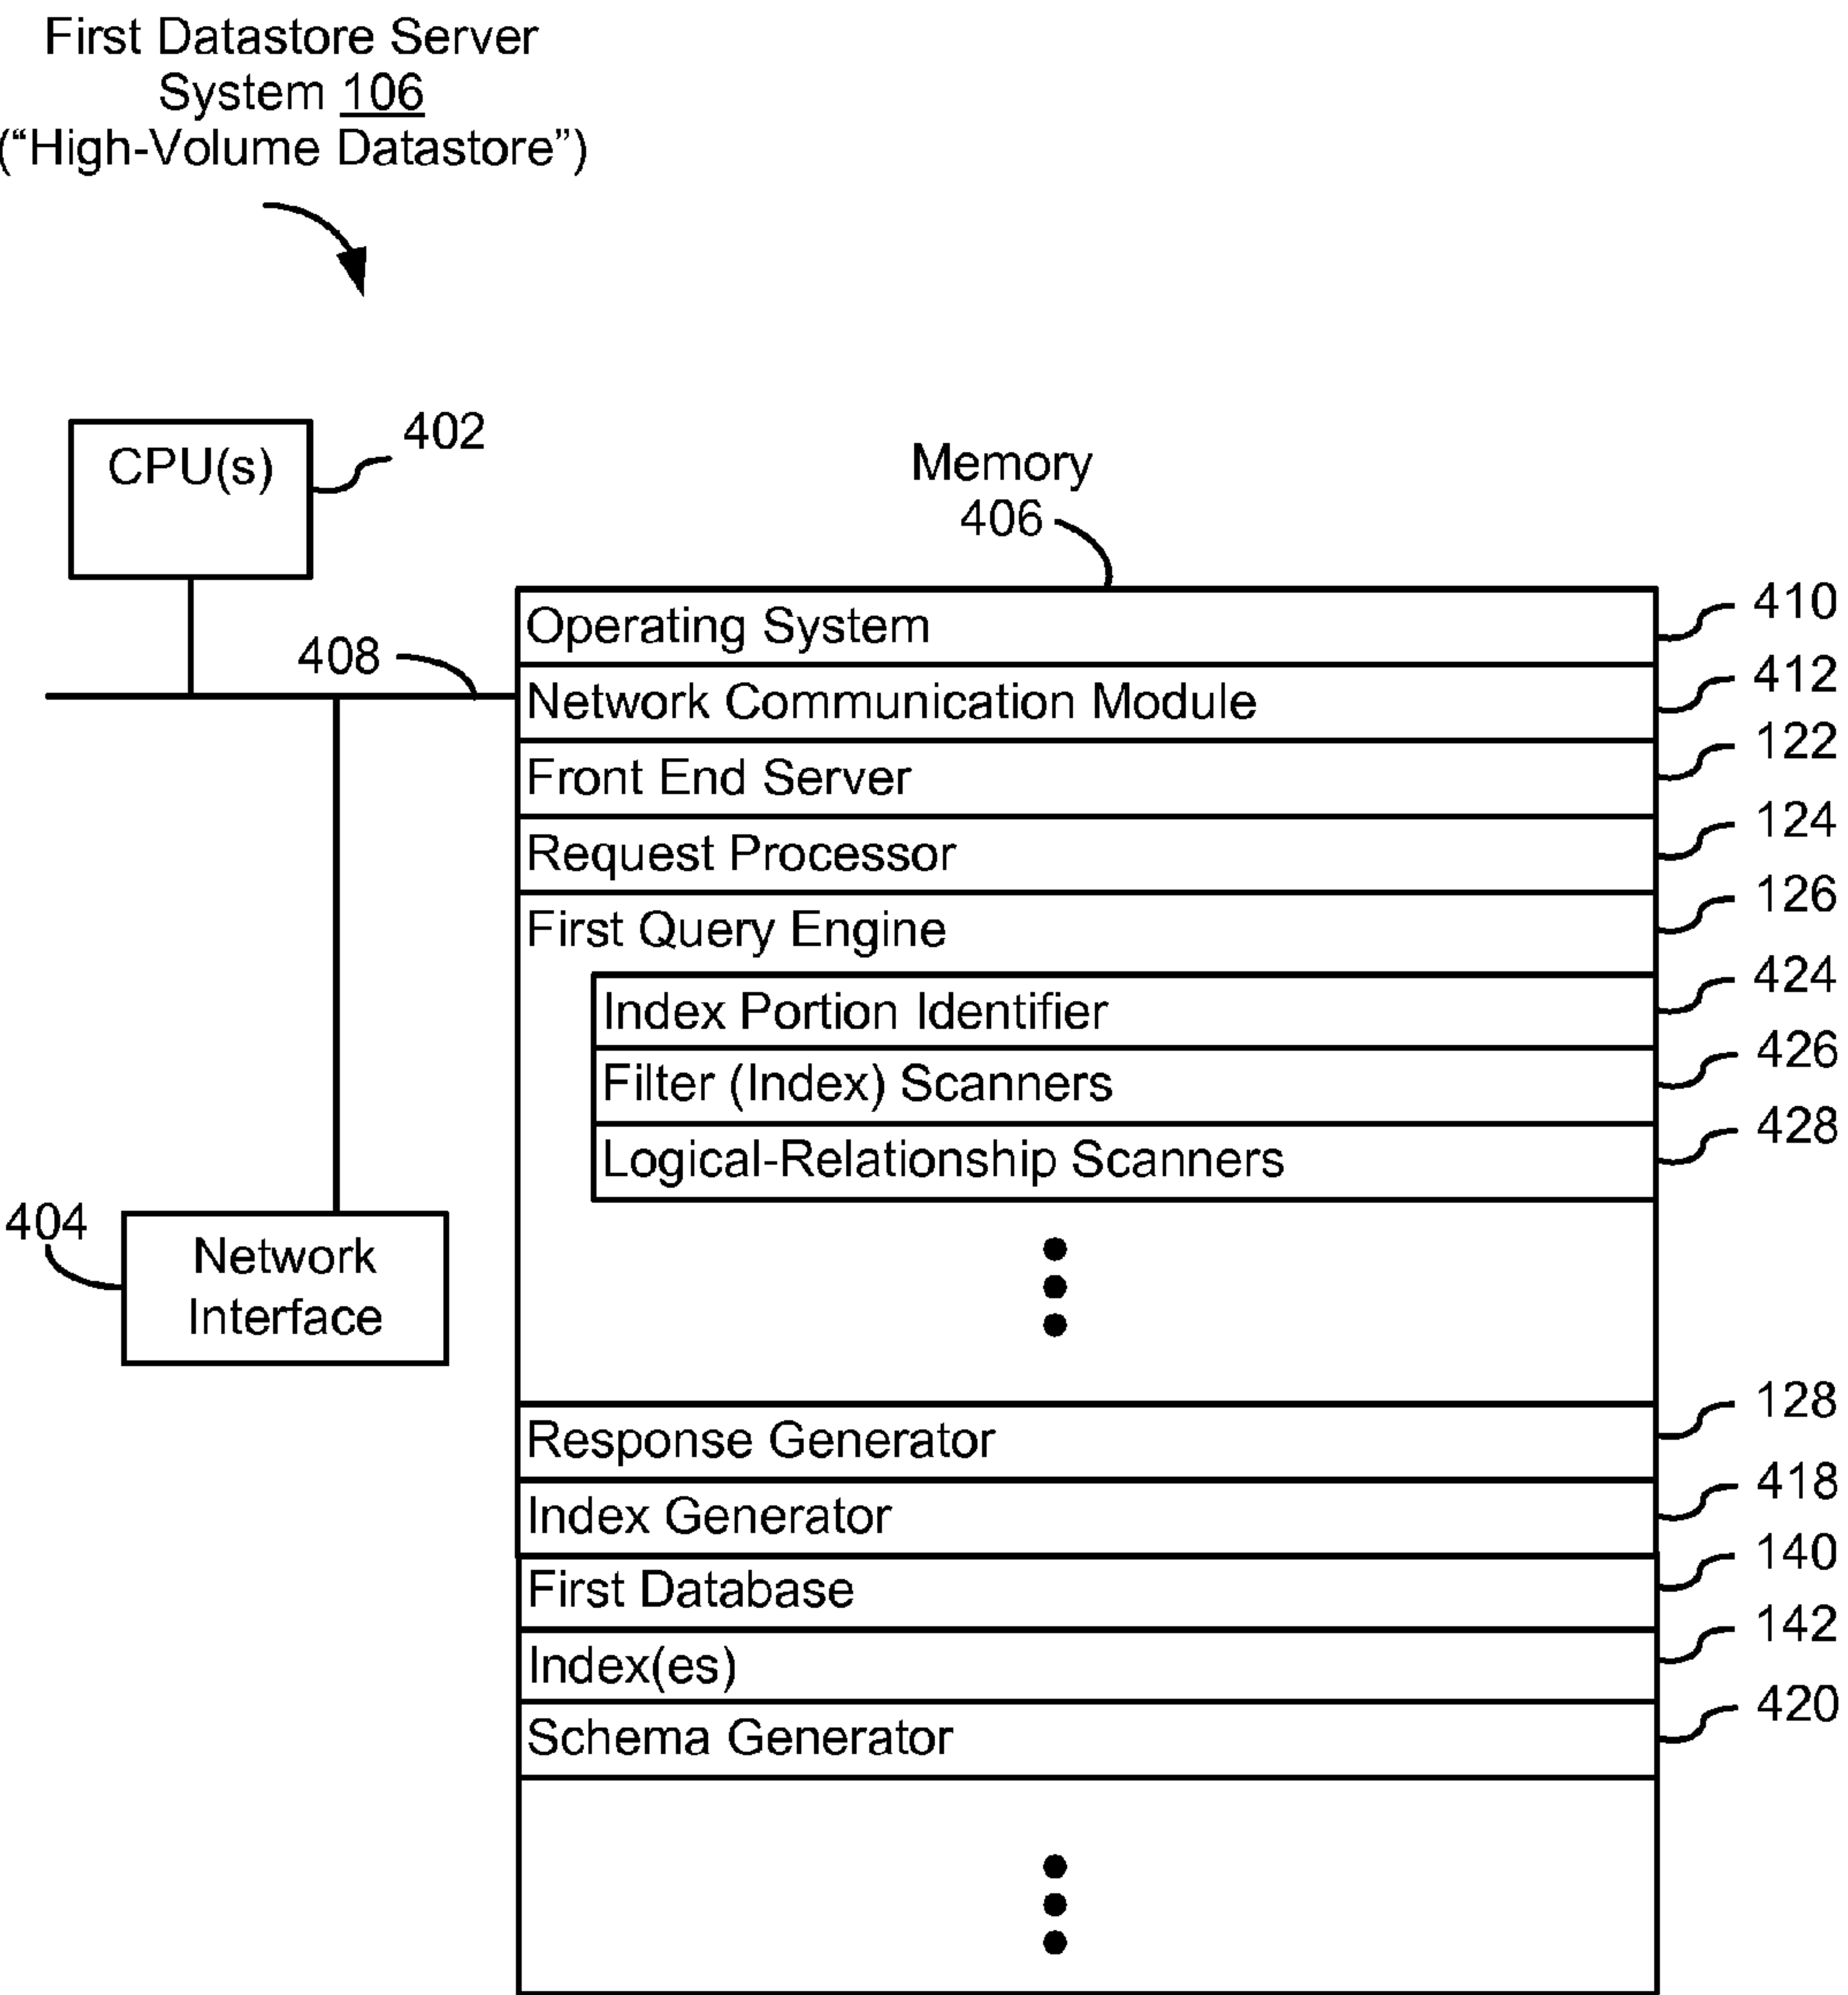 First Datastore Server
System 106
(“High-Volume Datastore”)
CPU(s)
402
Memory
406
408
Operating System
410
Network Communication Module
412
Front End Server
122
Request Processor
124
First Query Engine
126
Index Portion Identifier
424
Filter (Index) Scanners
426
Logical-Relationship Scanners
428
404
Network
Interface
Response Generator
128
Index Generator
418
First Database
140
Index(es)
142
Schema Generator
420